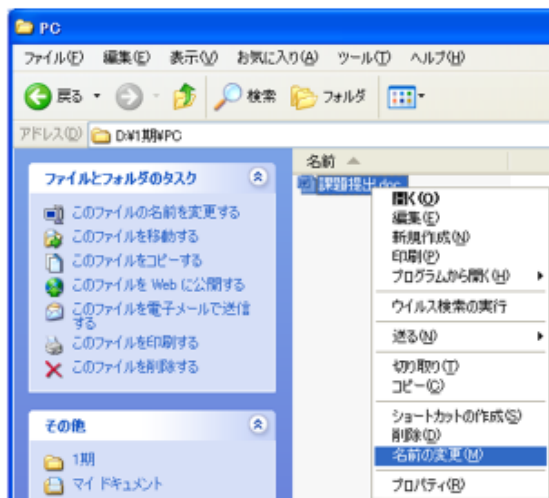 PC
ファイル(F) 編集(E) 表示(V) お気に入り(A) ツール(T) ヘルプ(H)
戻る 検索 フォルダ
アドレス(D) D:¥1期¥PC
名前
課題提出.doc
ファイルとフォルダのタスク
このファイルの名前を変更する
このファイルを移動する
このファイルをコピーする
このファイルを Web に公開する
このファイルを電子メールで送信
する
このファイルを印刷する
このファイルを削除する
その他
1期
マイ ドキュメント
開く(O)
編集(E)
新規作成(N)
印刷(P)
プログラムから開く(H)
ウイルス検索の実行
送る(N)
切り取り(T)
コピー(C)
ショートカットの作成(S)
削除(D)
名前の変更(M)
プロパティ(R)